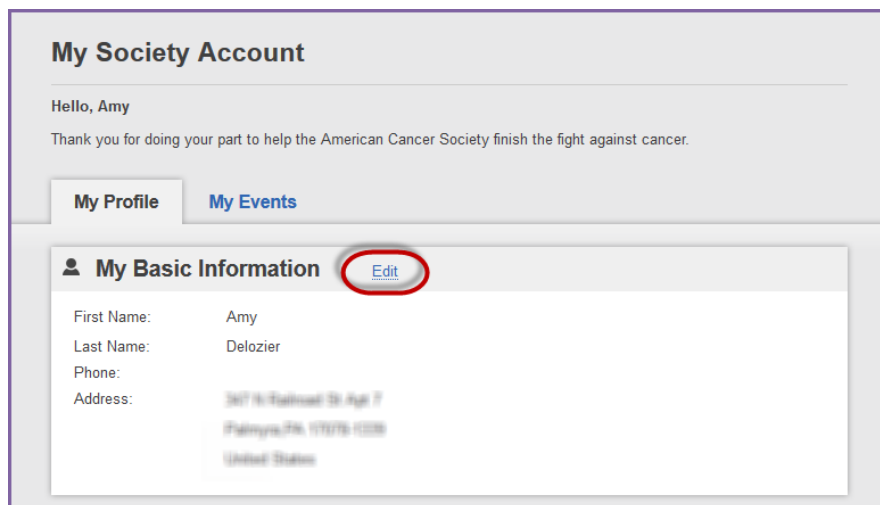 My Society Account
Hello, Amy
Thank you for doing your part to help the American Cancer Society finish the fight against cancer.
My Profile My Events
My Basic Information Edit
First Name: Amy
Last Name: Delozier
Phone:
Address: